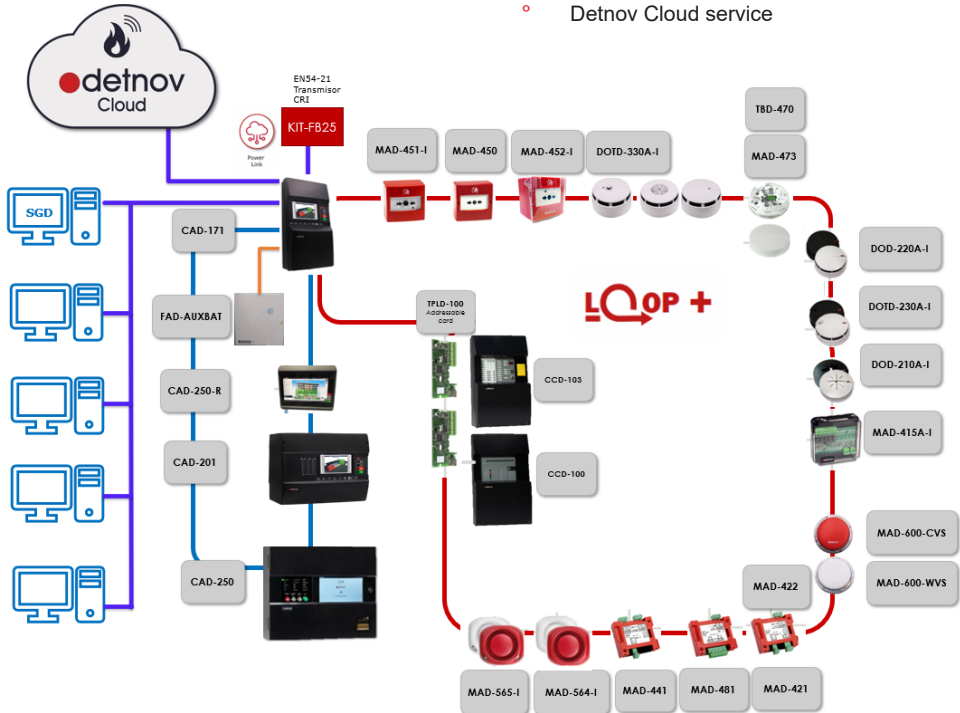 ° Detnov Cloud service
detnov
Cloud
EN54-21
Transmisor
CRI
KIT-FB25
Power
Link
MAD-451-I
MAD-450
MAD-452-I
DOTD-330A-I
TBD-470
MAD-473
SGD
CAD-171
DOD-220A-I
FAD-AUXBAT
TPLD-100
Addressable
card
LOOP +
DOTD-230A-I
CAD-250-R
CCD-103
DOD-210A-I
CAD-201
CCD-100
MAD-415A-I
MAD-600-CVS
CAD-250
MAD-422
MAD-600-WVS
MAD-565-I
MAD-564-I
MAD-441
MAD-481
MAD-421